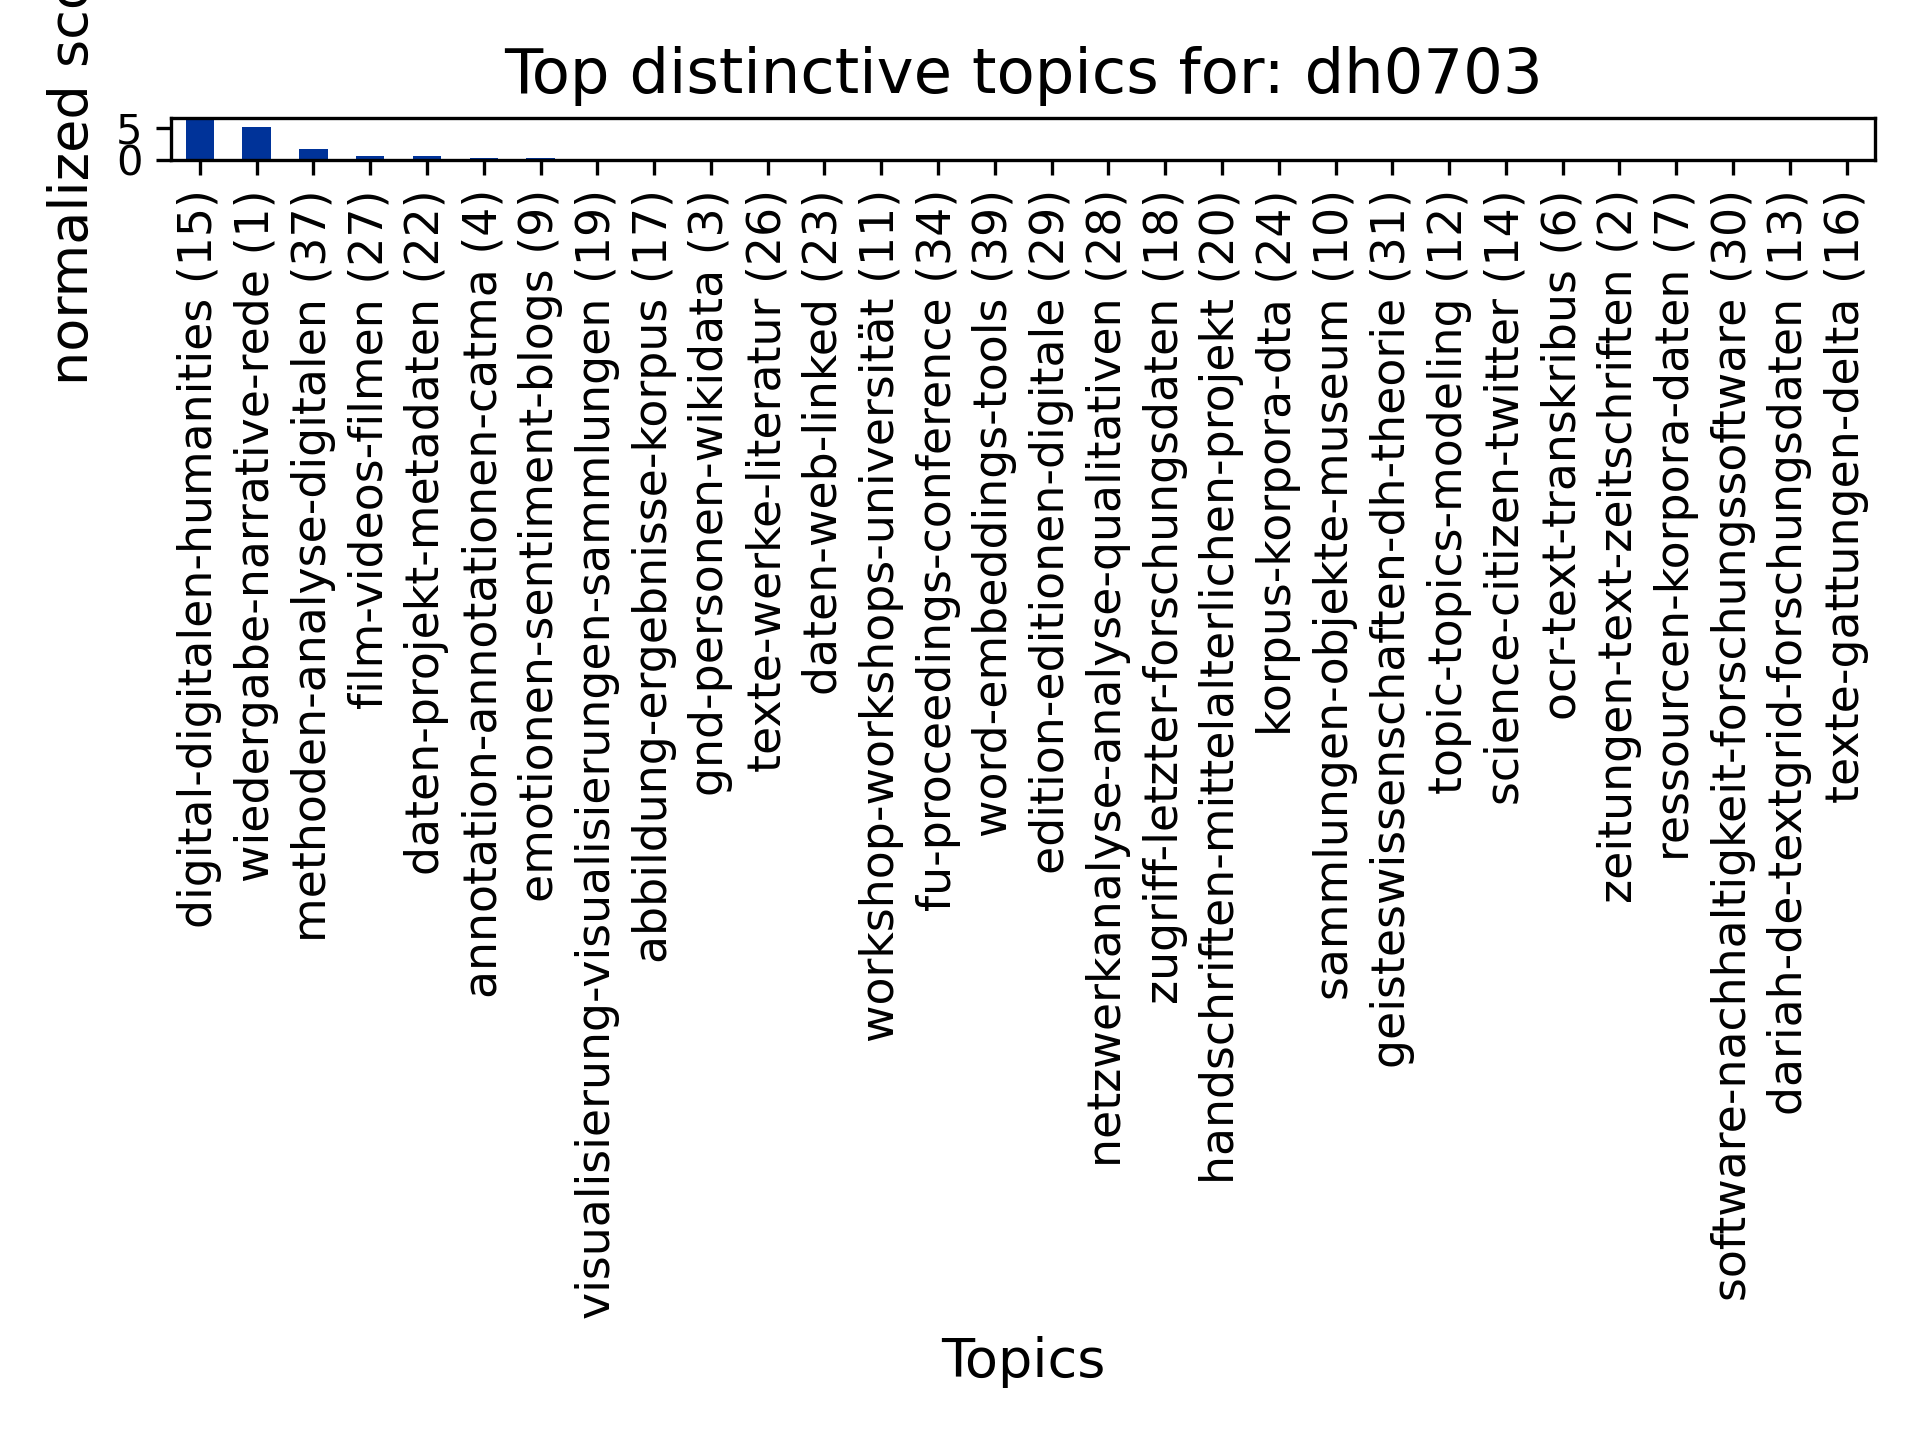 Top distinctive topics for: dh0703
normalized
5
0
digital-digitalen-humanities (15)
wiedergabe-narrative-rede (1)
methoden-analyse-digitalen (37)
film-videos-filmen (27)
daten-projekt-metadaten (22)
annotation-annotationen-catma (4)
emotionen-sentiment-blogs (9)
visualisierung-visualisierungen-sammlungen (19)
abbildung-ergebnisse-korpus (17)
gnd-personen-wikidata (3)
texte-werke-literatur (26)
daten-web-linked (23)
workshop-workshops-universität (11)
fu-proceedings-conference (34)
word-embeddings-tools (39)
edition-editionen-digitale (29)
netzwerkanalyse-analyse-qualitativen (28)
zugriff-letzter-forschungsdaten (18)
handschriften-mittelalterlichen-projekt (20)
korpus-korpora-dta (24)
sammlungen-objekte-museum (10)
geisteswissenschaften-dh-theorie (31)
topic-topics-modeling (12)
science-citizen-twitter (14)
ocr-text-transkribus (6)
zeitungen-text-zeitschriften (2)
ressourcen-korpora-daten (7)
software-nachhaltigkeit-forschungssoftware (30)
dariah-de-textgrid-forschungsdaten (13)
texte-gattungen-delta (16)
Topics